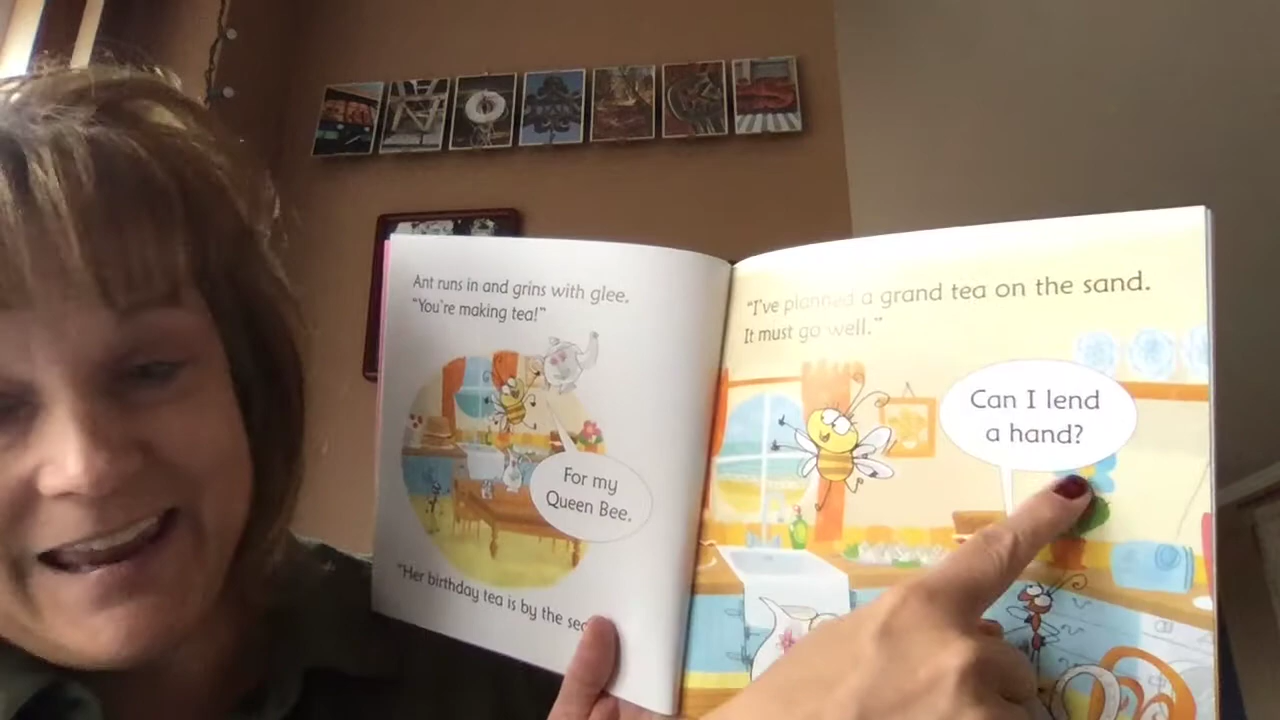 Ant runs in and grins with glee.
"You're making tea!"
For my
Queen Bee.
"Her birthday tea is by the sea
"I've planned a grand tea on the sand.
It must go well."
Can I lend
a hand?